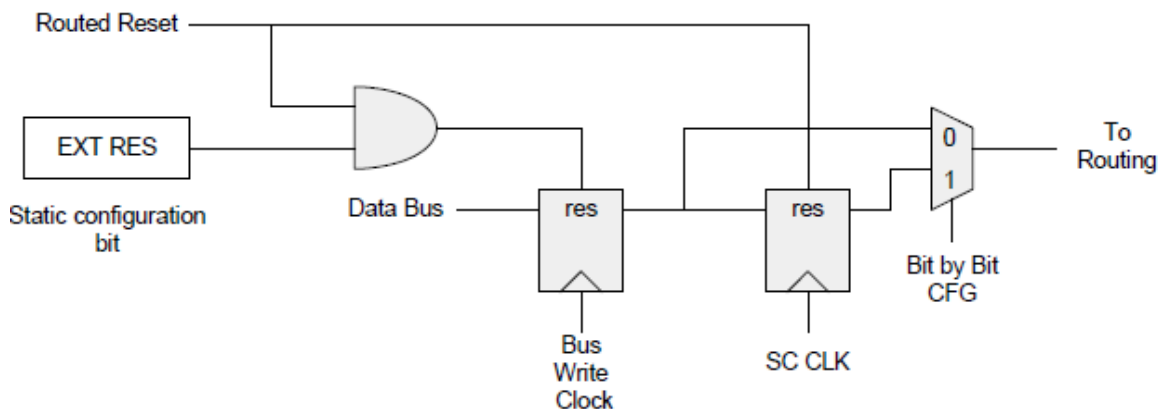 Routed Reset
EXT RES
Static configuration
bit
Data Bus
res
res
0
1
To
Routing
Bit by Bit
CFG
Bus
Write
Clock
SC CLK